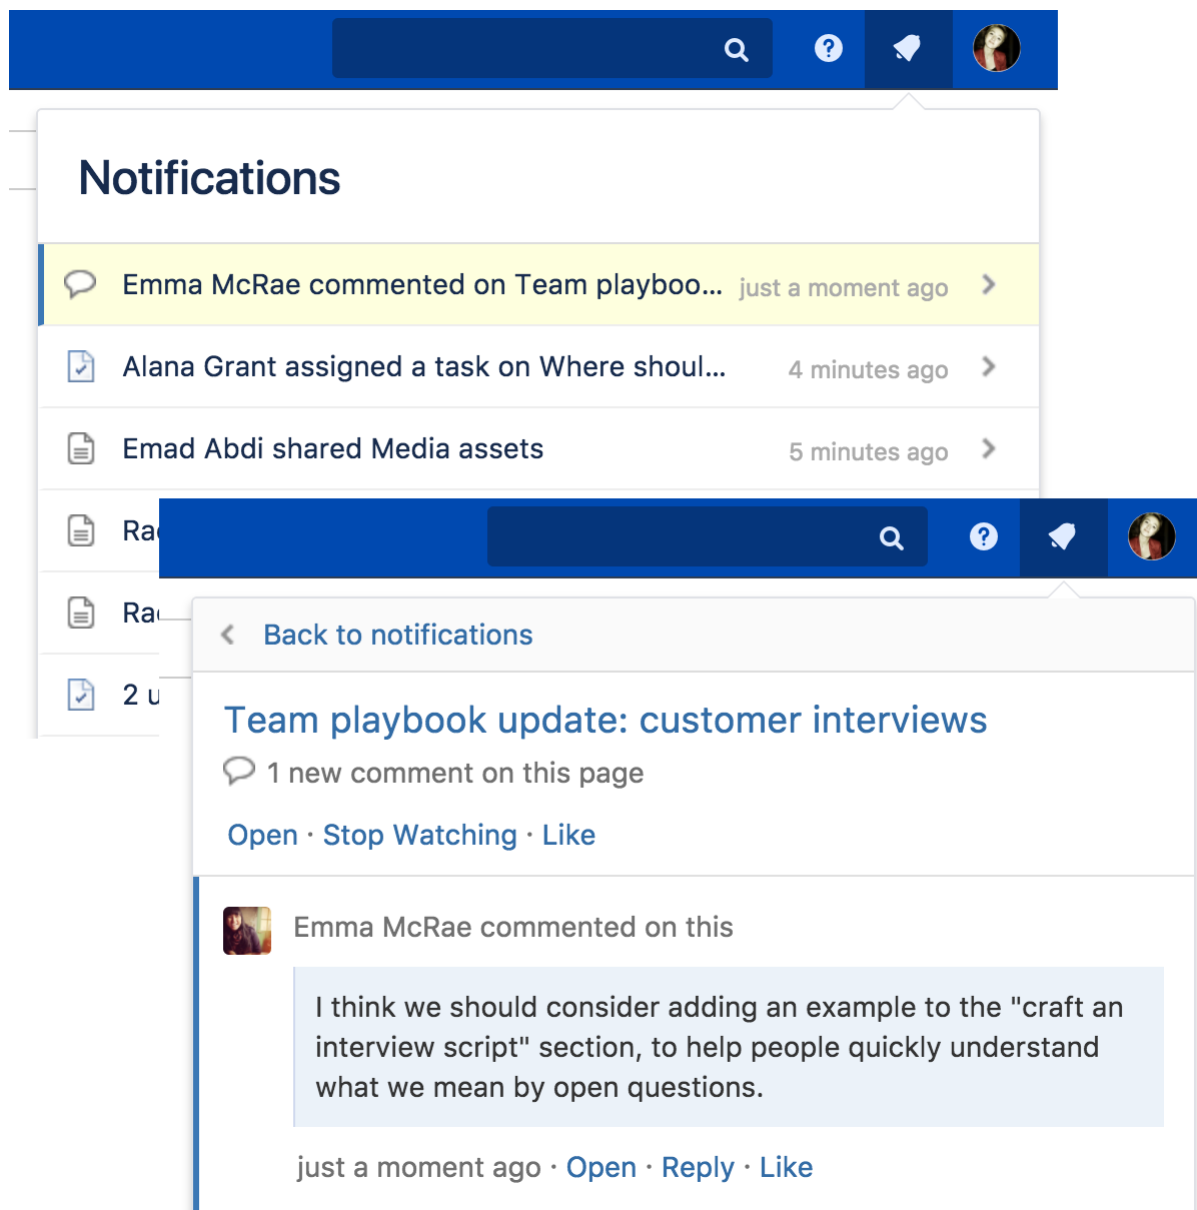 Notifications
Emma McRae commented on Team playboo... just a moment ago
Alana Grant assigned a task on Where shoul... 4 minutes ago
Emad Abdi shared Media assets 5 minutes ago
2
Back to notifications
Team playbook update: customer interviews
1 new comment on this page
Open · Stop Watching · Like
Emma McRae commented on this
I think we should consider adding an example to the "craft an
interview script" section, to help people quickly understand
what we mean by open questions.
just a moment ago · Open · Reply · Like